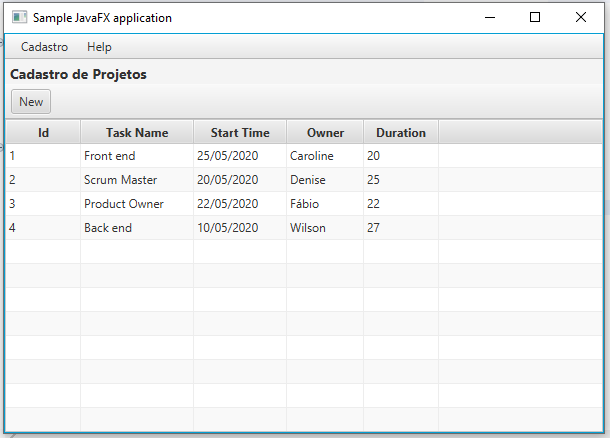 Sample JavaFX application
Cadastro Help
Cadastro de Projetos
New
Id Task Name Start Time Owner Duration
1 Front end 25/05/2020 Caroline 20
2 Scrum Master 20/05/2020 Denise 25
3 Product Owner 22/05/2020 Fábio 22
4 Back end 10/05/2020 Wilson 27